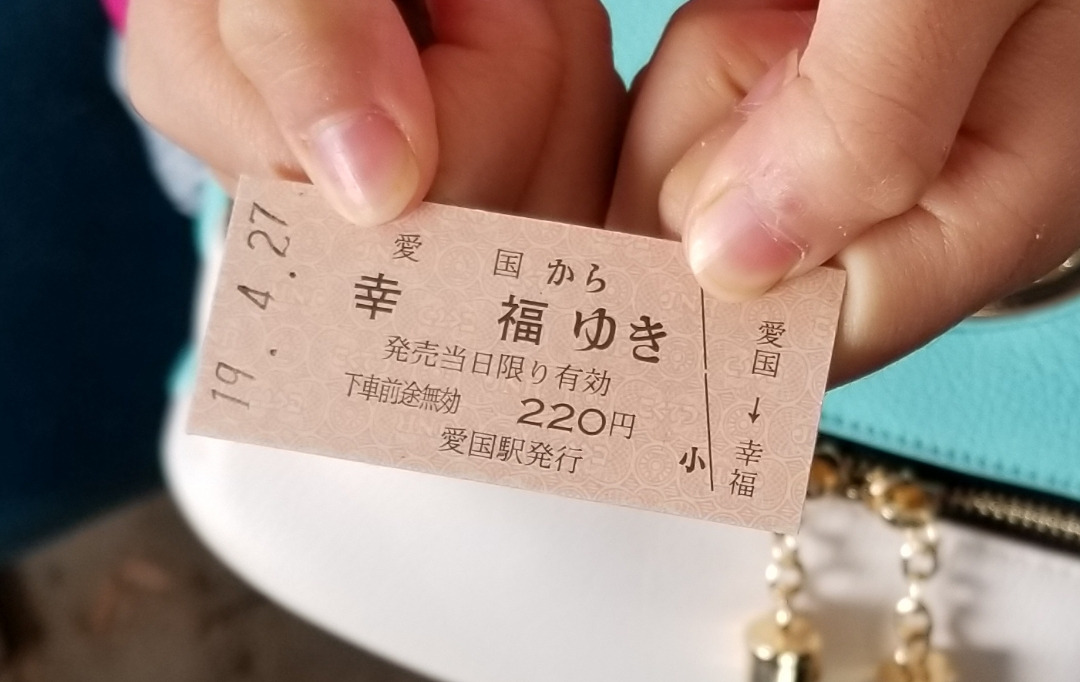 19. 4. 27
愛 国 から
幸 福 ゆき
発売当日限り有効
下車前途無効 220円
愛国駅発行
小
愛国→幸福